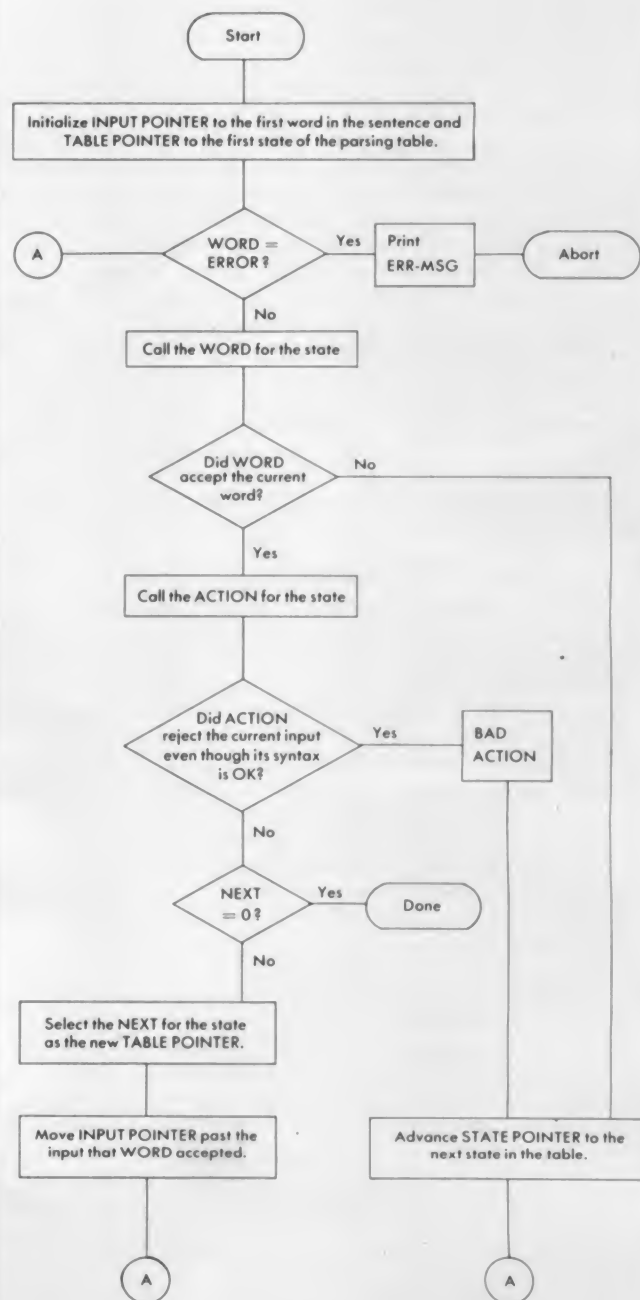 Start
Initialize INPUT POINTER to the first word in the sentence and
TABLE POINTER to the first state of the parsing table.
A
WORD =
ERROR?
Yes
Print
ERR-MSG
Abort
No
Call the WORD for the state
Did WORD
accept the current
word?
No
Yes
Call the ACTION for the state
Did ACTION
reject the current input
even though its syntax
is OK?
Yes
BAD
ACTION
No
NEXT
= 0?
Yes
Done
No
Select the NEXT for the state
as the new TABLE POINTER.
Move INPUT POINTER past the
input that WORD accepted.
Advance STATE POINTER to the
next state in the table.
A
A